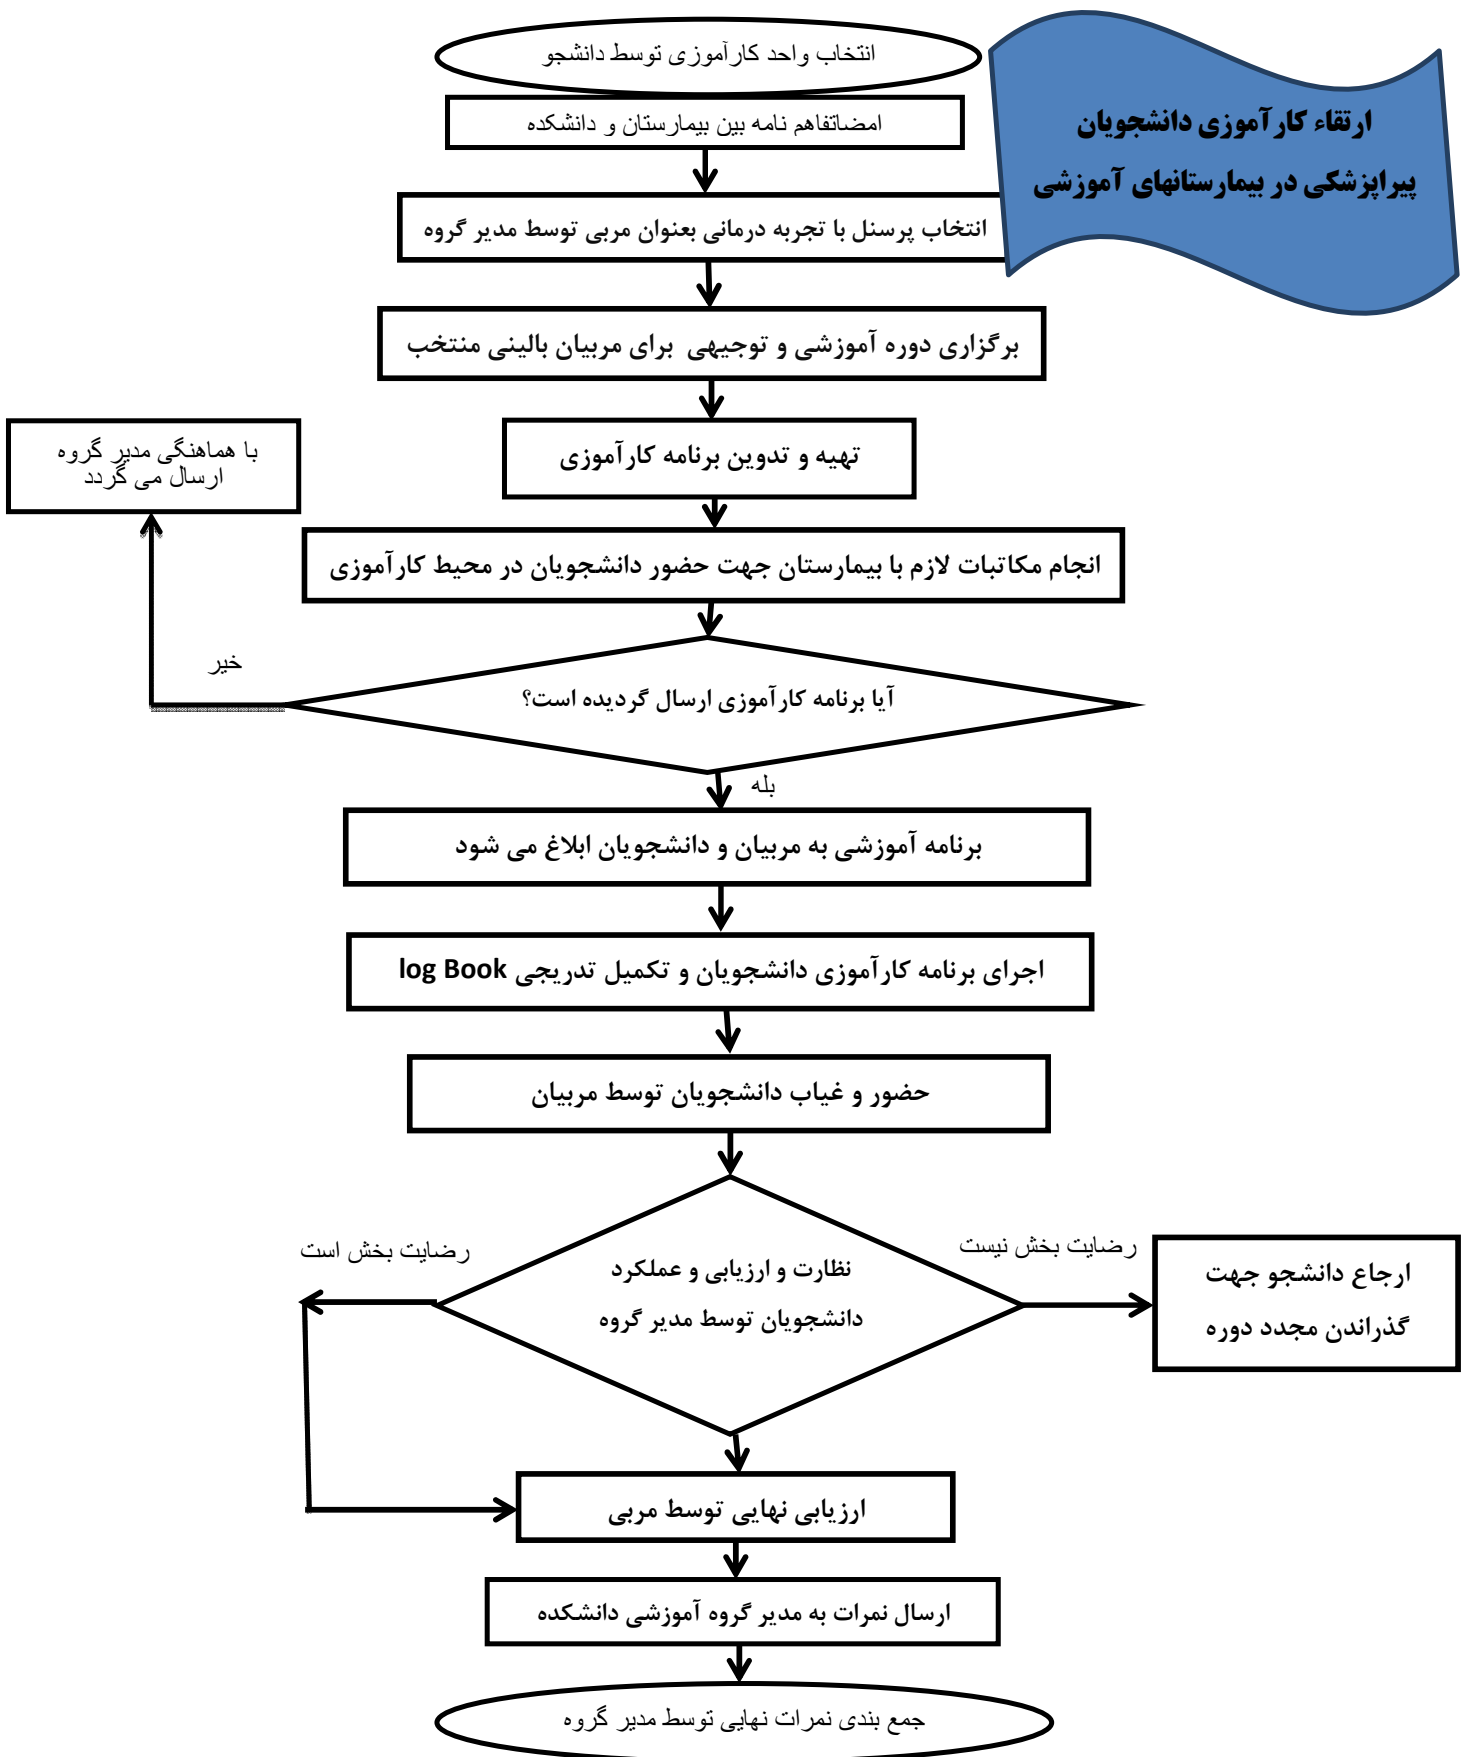 انتخاب واحد کارآموزی توسط دانشجو
ارتقاء کارآموزی دانشجویان
پیراپزشکی در بیمارستانهای آموزشی
امضاتفاهم نامه بین بیمارستان و دانشکده
انتخاب پرسنل با تجربه درمانی بعنوان مربی توسط مدیر گروه
برگزاری دوره آموزشی و توجیهی برای مربیان بالینی منتخب
با هماهنگی مدیر گروه
ارسال می گردد
تهیه و تدوین برنامه کارآموزی
انجام مکاتبات لازم با بیمارستان جهت حضور دانشجویان در محیط کارآموزی
خیر
آیا برنامه کارآموزی ارسال گردیده است؟
بله
برنامه آموزشی به مربیان و دانشجویان ابلاغ می شود
اجرای برنامه کارآموزی دانشجویان و تکمیل تدریجی log Book
حضور و غیاب دانشجویان توسط مربیان
رضایت بخش نیست
رضایت بخش است
نظارت و ارزیابی و عملکرد
دانشجویان توسط مدیر گروه
ارجاع دانشجو جهت
گذراندن مجدد دوره
ارزیابی نهایی توسط مربی
ارسال نمرات به مدیر گروه آموزشی دانشکده
جمع بندی نمرات نهایی توسط مدیر گروه